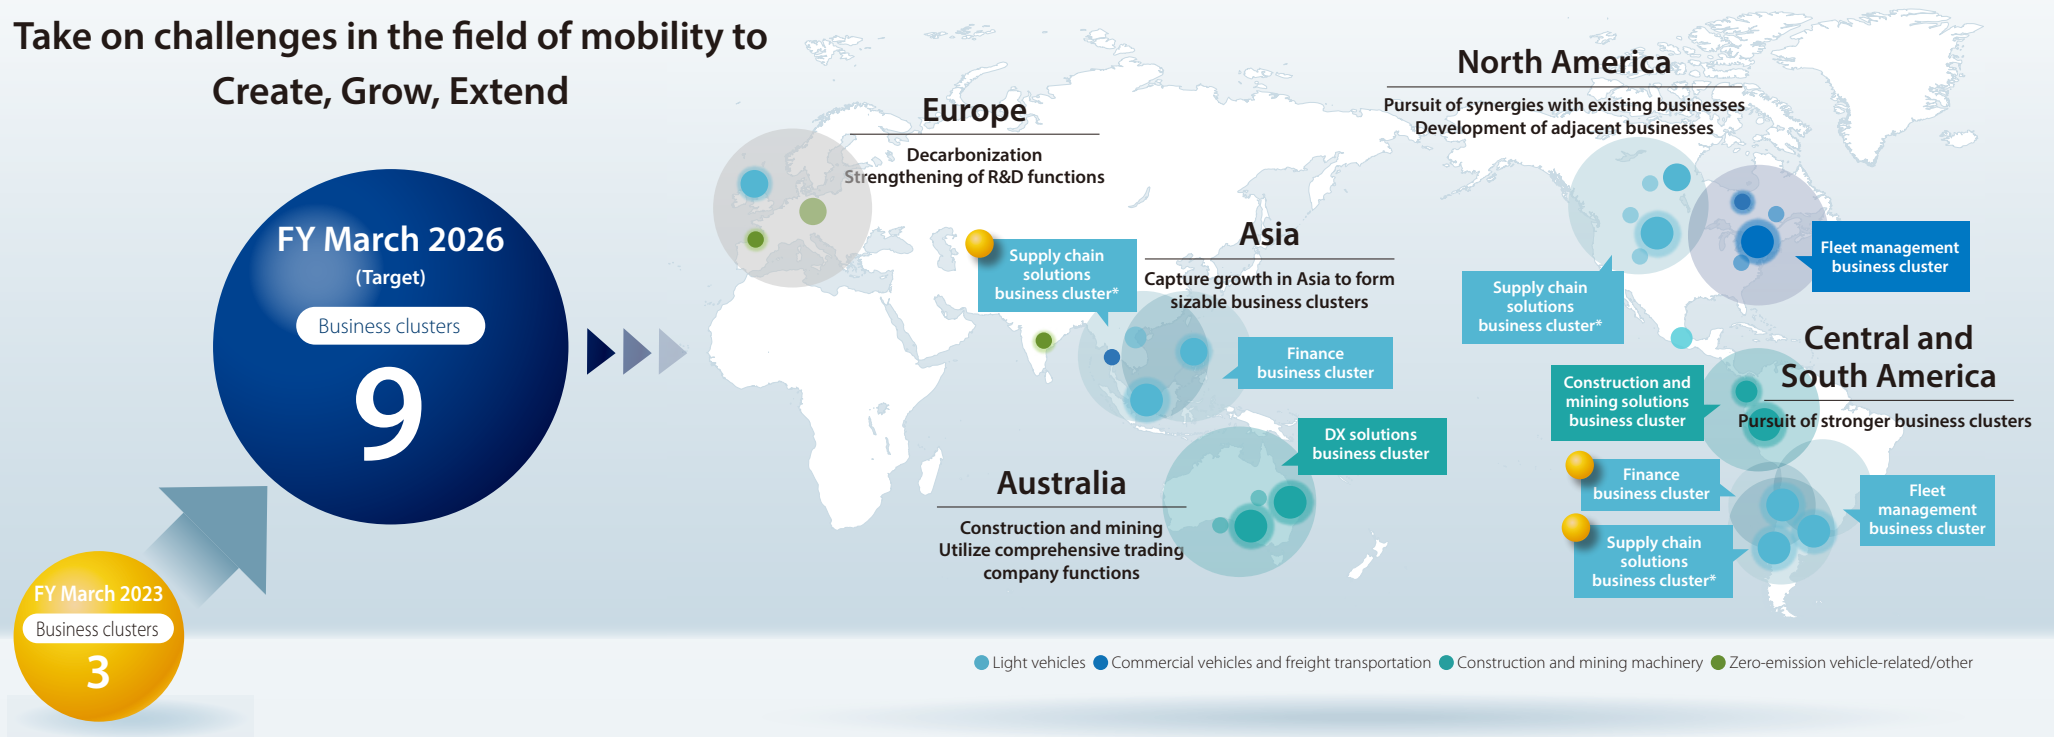 Take on challenges in the field of mobility to
Create, Grow, Extend
FY March 2026
(Target)
Business clusters
9
FY March 2023
Business clusters
3
Europe
Decarbonization
Strengthening of R&D functions
Supply chain
solutions
business cluster*
Asia
Capture growth in Asia to form
sizable business clusters
Finance
business cluster
DX solutions
business cluster
Australia
Construction and mining
Utilize comprehensive trading
company functions
North America
Pursuit of synergies with existing businesses
Development of adjacent businesses
Fleet management
business cluster
Supply chain
solutions
business cluster*
Central and
South America
Pursuit of stronger business clusters
Construction and
mining solutions
business cluster
Finance
business cluster
Supply chain
solutions
business cluster*
Fleet
management
business cluster
Light vehicles
Commercial vehicles and freight transportation
Construction and mining machinery
Zero-emission vehicle-related/other